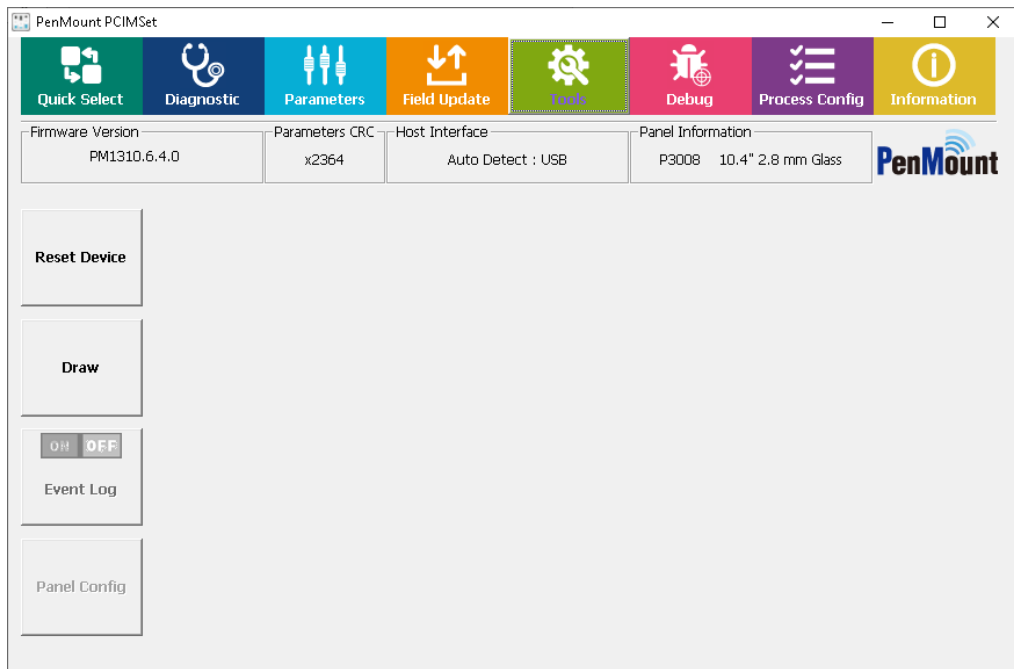 PenMount PCIMSet
Quick Select
Diagnostic
Parameters
Field Update
Tools
Debug
Process Config
Information
Firmware Version
PM1310.6.4.0
Parameters CRC
x2364
Host Interface
Auto Detect : USB
Panel Information
P3008 10.4" 2.8 mm Glass
PenMount
Reset Device
Draw
ON OFF
Event Log
Panel Config